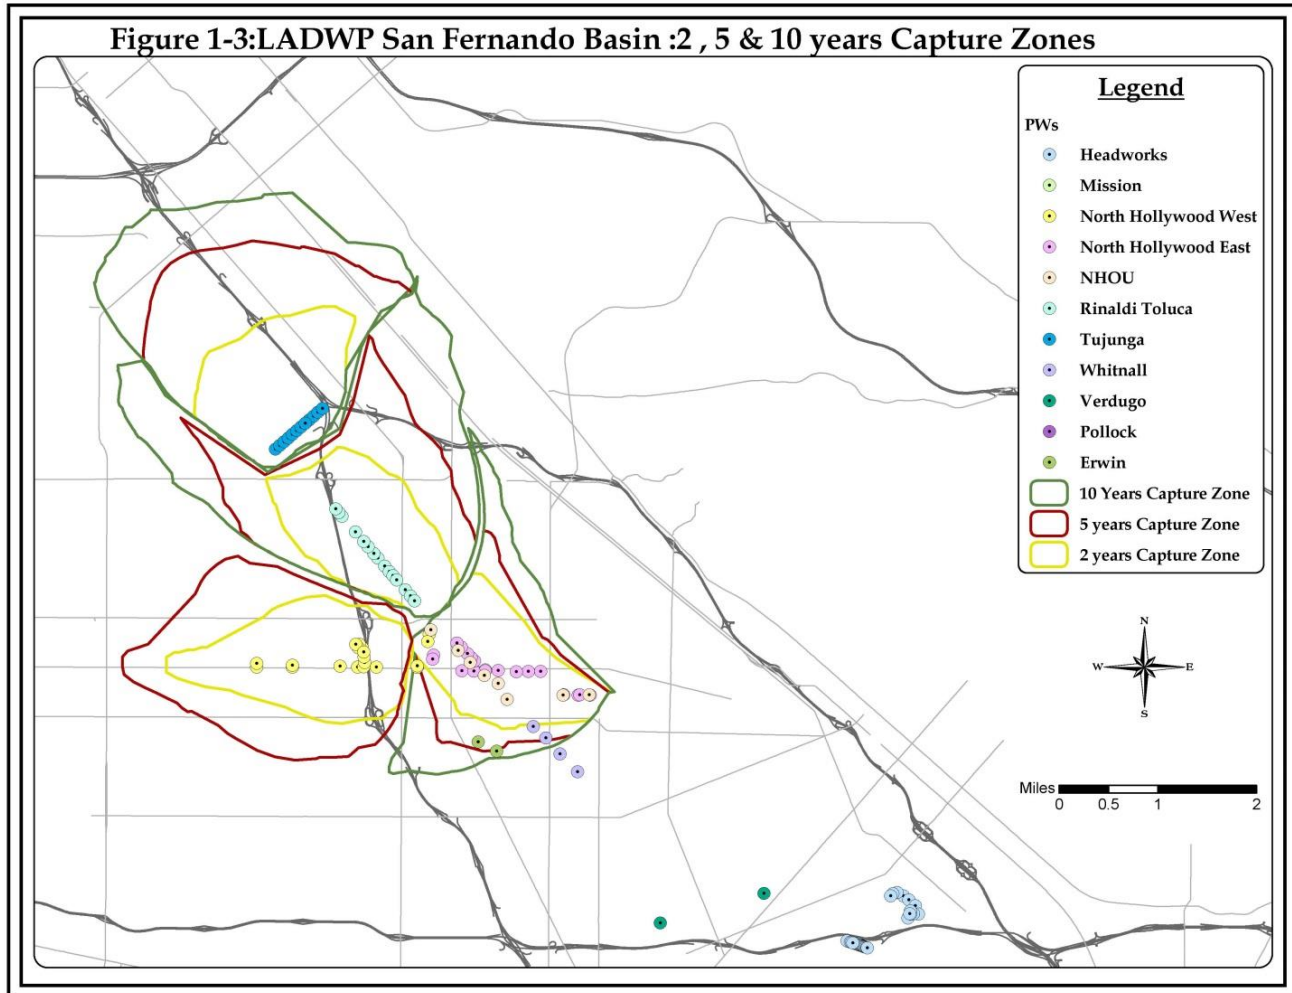 Figure 1-3:LADWP San Fernando Basin :2 , 5 & 10 years Capture Zones
Legend
PWs
Headworks
Mission
North Hollywood West
North Hollywood East
NHOU
Rinaldi Toluca
Tujunga
Whitnall
Verdugo
Pollock
Erwin
10 Years Capture Zone
5 years Capture Zone
2 years Capture Zone
N
W E
S
Miles
0 0.5 1 2